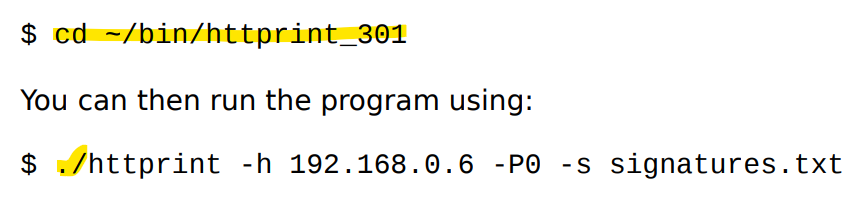 $ cd ~/bin/httprint_301
You can then run the program using:
$ ./httprint -h 192.168.0.6 -P0 -s signatures.txt